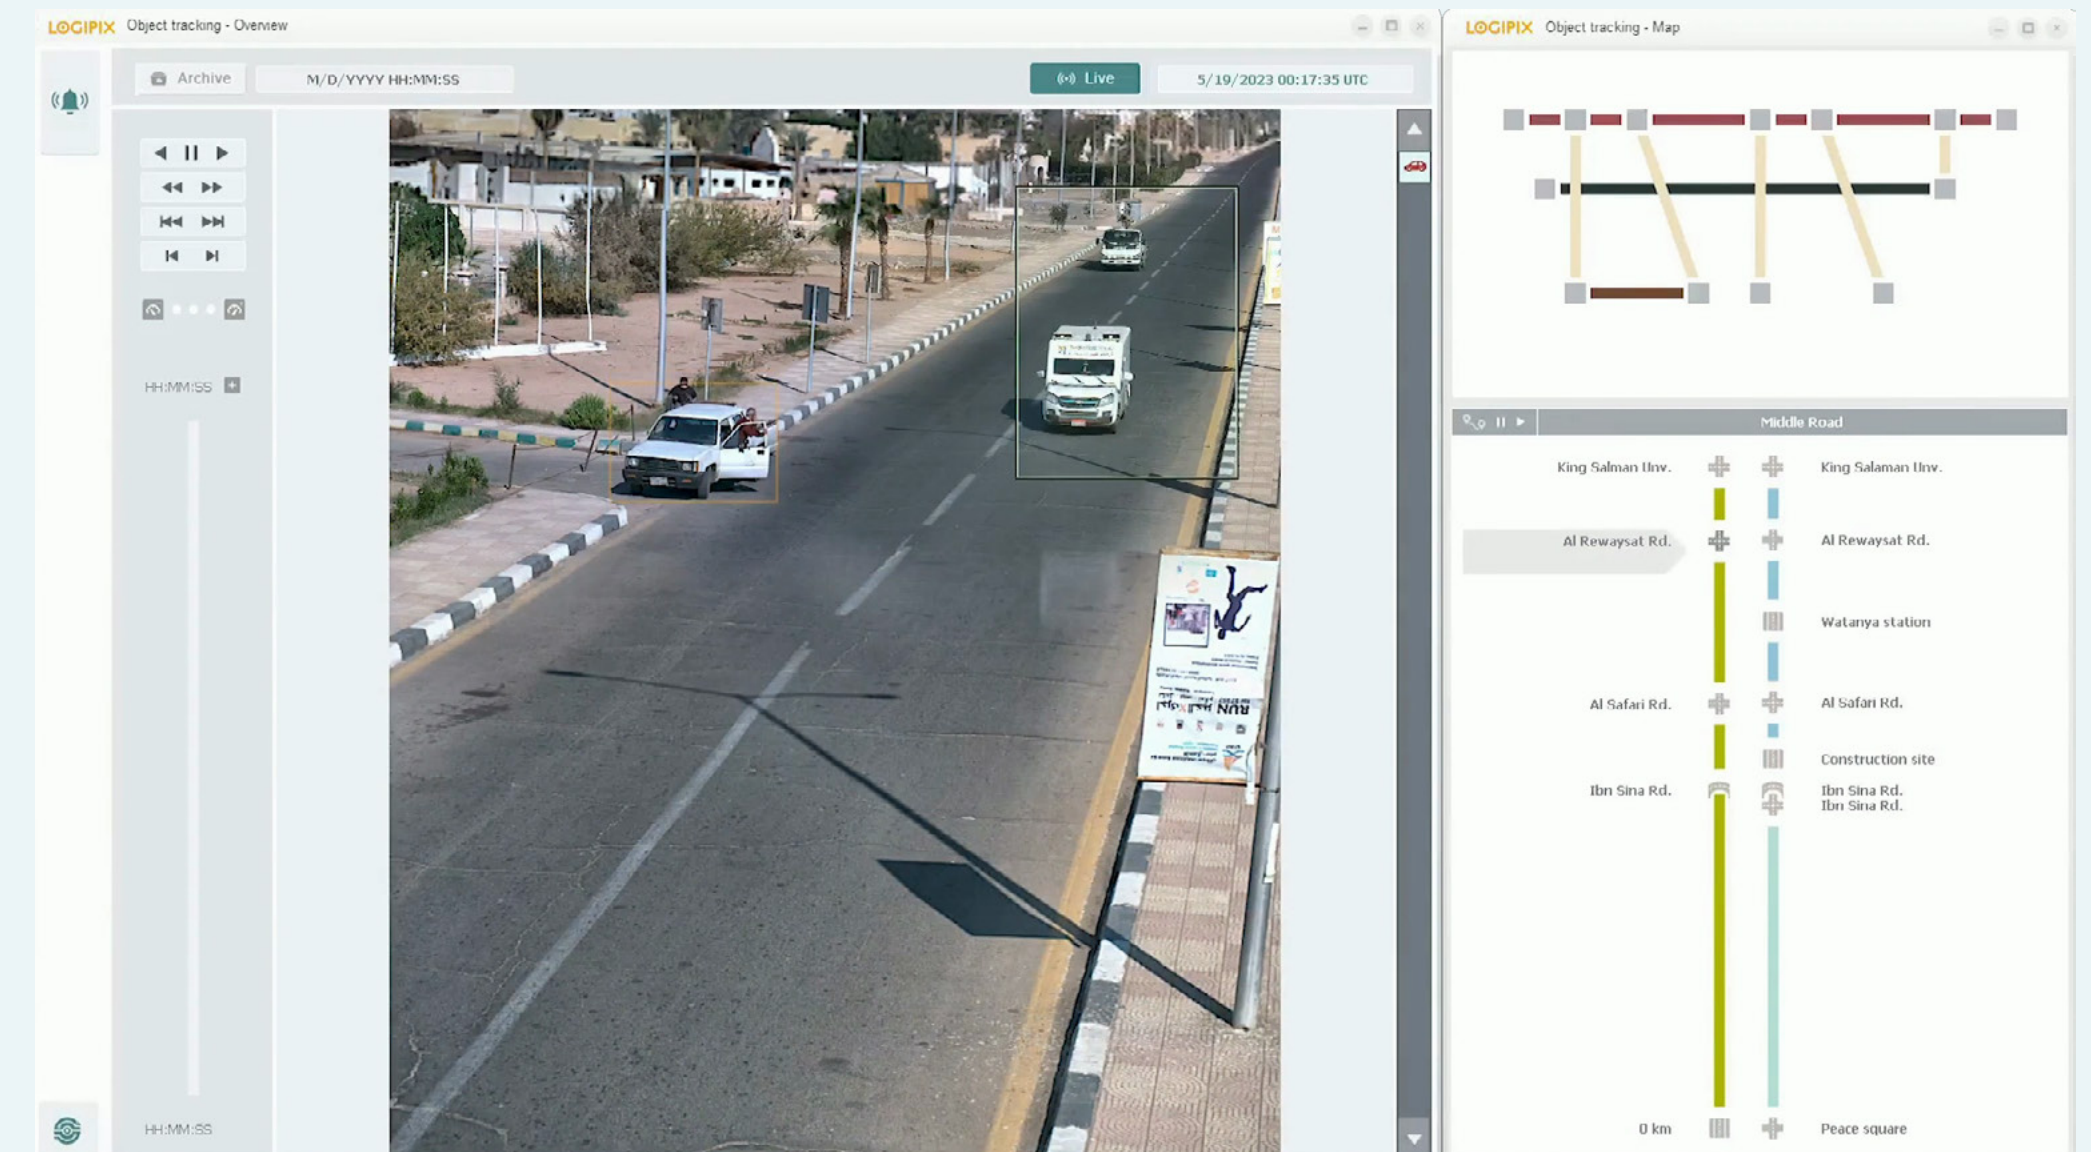 LOGIPIX Object tracking - Overview
Archive
M/D/YYYY HH:MM:SS
Live
5/19/2023 00:17:35 UTC
HH:MM:SS
HH:MM:SS
RUN
LOGIPIX Object tracking - Map
Middle Road
King Salman Unv.
King Salaman Unv.
Al Rewaysat Rd.
Al Rewaysat Rd.
Watanya station
Al Safari Rd.
Al Safari Rd.
Construction site
Ibn Sina Rd.
Ibn Sina Rd.
Ibn Sina Rd.
0 km
Peace square